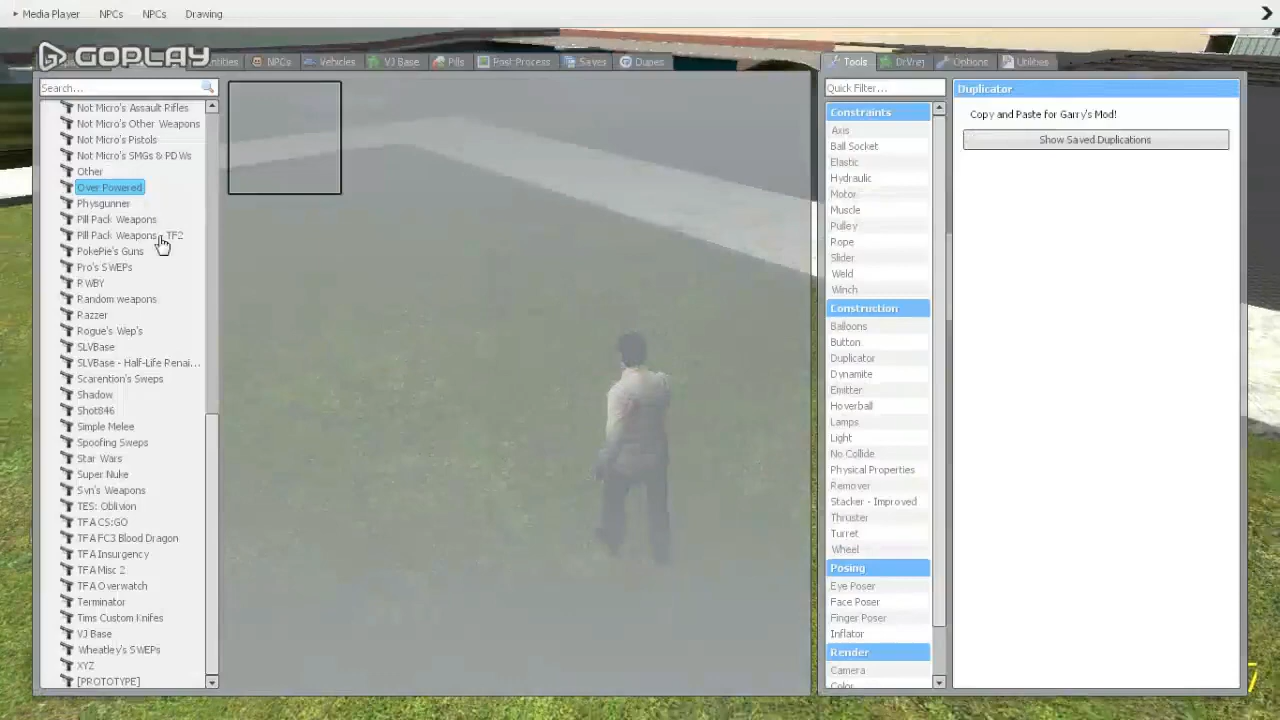 Media Player NPCs NPCs Drawing
GOPLAY
ntities NPCs Vehicles VJ Base Pills Post Process Saves Dupes
Tools DrVrej Options Utilities
Search...
Not Micro's Assault Rifles
Not Micro's Other Weapons
Not Micro's Pistols
Not Micro's SMGs & PDWs
Other
Over Powered
Physgunner
Pill Pack Weapons
Pill Pack Weapons - TF2
PokePie's Guns
Pro's SWEPs
RWBY
Random weapons
Razzer
Rogue's Wep's
SLVBase
SLVBase - Half-Life Renai...
Scarention's Sweps
Shadow
Shot846
Simple Melee
Spoofing Sweps
Star Wars
Super Nuke
Syn's Weapons
TES: Oblivion
TFA CS:GO
TFA FC3 Blood Dragon
TFA Insurgency
TFA Misc 2
TFA Overwatch
Terminator
Tims Custom Knifes
VJ Base
Wheatley's SWEPs
XYZ
[PROTOTYPE]
Quick Filter...
Constraints
Axis
Ball Socket
Elastic
Hydraulic
Motor
Muscle
Pulley
Rope
Slider
Weld
Winch
Construction
Balloons
Button
Duplicator
Dynamite
Emitter
Hoverball
Lamps
Light
No Collide
Physical Properties
Remover
Stacker - Improved
Thruster
Turret
Wheel
Posing
Eye Poser
Face Poser
Finger Poser
Inflator
Render
Camera
Color
Duplicator
Copy and Paste for Garry's Mod!
Show Saved Duplications